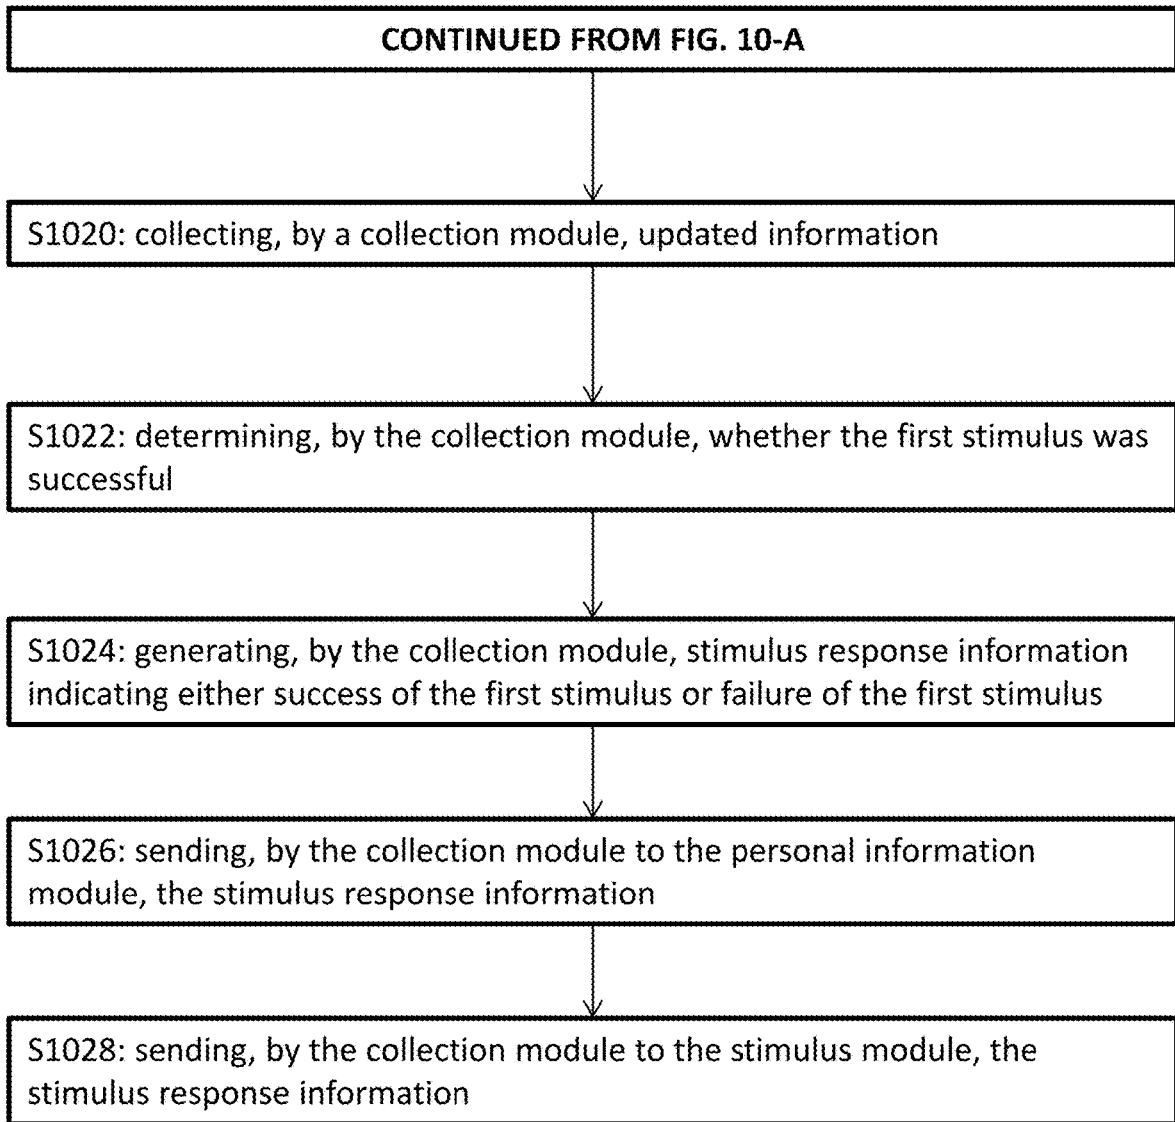 CONTINUED FROM FIG. 10-A
S1020: collecting, by a collection module, updated information
S1022: determining, by the collection module, whether the first stimulus was
successful
S1024: generating, by the collection module, stimulus response information
indicating either success of the first stimulus or failure of the first stimulus
S1026: sending, by the collection module to the personal information
module, the stimulus response information
S1028: sending, by the collection module to the stimulus module, the
stimulus response information